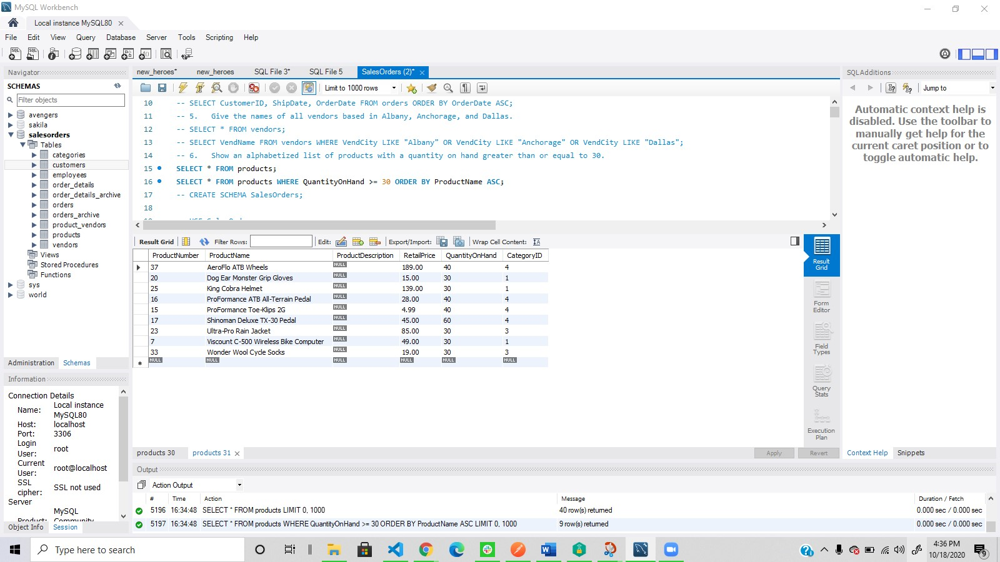 MySQL Workbench
Local instance MySQL80
File Edit View Query Database Server Tools Scripting Help
Navigator
SCHEMAS
Filter objects
avengers
sakila
salesorders
Tables
categories
customers
employees
order_details
order_details_archive
orders
orders_archive
product_vendors
products
vendors
Views
Stored Procedures
Functions
sys
world
Administration Schemas
Information
Connection Details
Name: Local instance MySQL80
Host: localhost
Port: 3306
Login User: root
Current User: root@localhost
SSL cipher: SSL not used
Server
MySQL
Community
Object Info Session
new_heroes* new_heroes SQL File 3* SQL File 5 SalesOrders (2)*
Limit to 1000 rows
10 -- SELECT CustomerID, ShipDate, OrderDate FROM orders ORDER BY OrderDate ASC;
11 -- 5. Give the names of all vendors based in Albany, Anchorage, and Dallas.
12 -- SELECT * FROM vendors;
13 -- SELECT VendName FROM vendors WHERE VendCity LIKE "Albany" OR VendCity LIKE "Anchorage" OR VendCity LIKE "Dallas";
14 -- 6. Show an alphabetized list of products with a quantity on hand greater than or equal to 30.
15 SELECT * FROM products;
16 SELECT * FROM products WHERE QuantityOnHand >= 30 ORDER BY ProductName ASC;
17 -- CREATE SCHEMA SalesOrders;
18
Result Grid Filter Rows: Edit: Export/Import: Wrap Cell Content:
ProductNumber ProductName ProductDescription RetailPrice QuantityOnHand CategoryID
37 AeroFlo ATB Wheels NULL 189.00 40 4
20 Dog Ear Monster Grip Gloves NULL 15.00 30 1
25 King Cobra Helmet NULL 139.00 30 1
16 ProFormance ATB All-Terrain Pedal NULL 28.00 40 4
15 ProFormance Toe-Klips 2G NULL 4.99 40 4
17 Shinoman Deluxe TX-30 Pedal NULL 45.00 60 4
23 Ultra-Pro Rain Jacket NULL 85.00 30 3
7 Viscount C-500 Wireless Bike Computer NULL 49.00 30 1
33 Wonder Wool Cycle Socks NULL 19.00 30 3
NULL NULL NULL NULL NULL NULL
Result Grid
Form Editor
Field Types
Query Stats
Execution Plan
products 30 products 31
Apply Revert
SQLAdditions
Jump to
Automatic context help is
disabled. Use the toolbar to
manually get help for the
current caret position or to
toggle automatic help.
Context Help Snippets
Output
Action Output
# Time Action Message Duration / Fetch
5196 16:34:48 SELECT * FROM products LIMIT 0, 1000 40 row(s) returned 0.000 sec / 0.000 sec
5197 16:34:48 SELECT * FROM products WHERE QuantityOnHand >= 30 ORDER BY ProductName ASC LIMIT 0, 1000 9 row(s) returned 0.000 sec / 0.000 sec
Type here to search
4:36 PM
10/18/2020
9